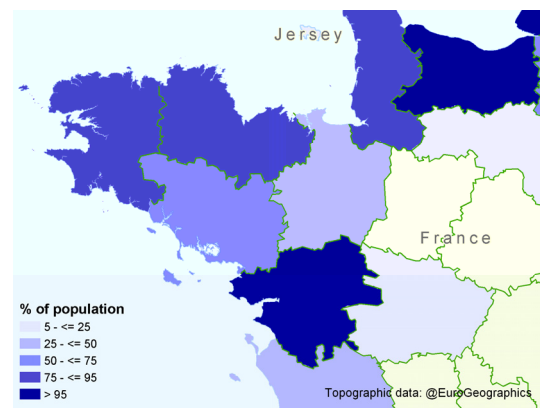 Jersey
France
% of population
5 - <= 25
25 - <= 50
50 - <= 75
75 - <= 95
> 95
Topographic data: @EuroGeographics